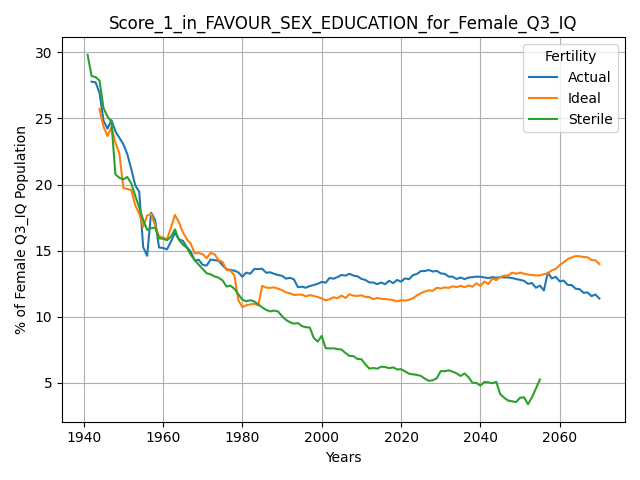 Score_1_in_FAVOUR_SEX_EDUCATION_for_Female_Q3_IQ
Fertility
Actual
Ideal
Sterile
% of Female Q3_IQ Population
30
25
20
15
10
5
1940 1960 1980 2000 2020 2040 2060
Years